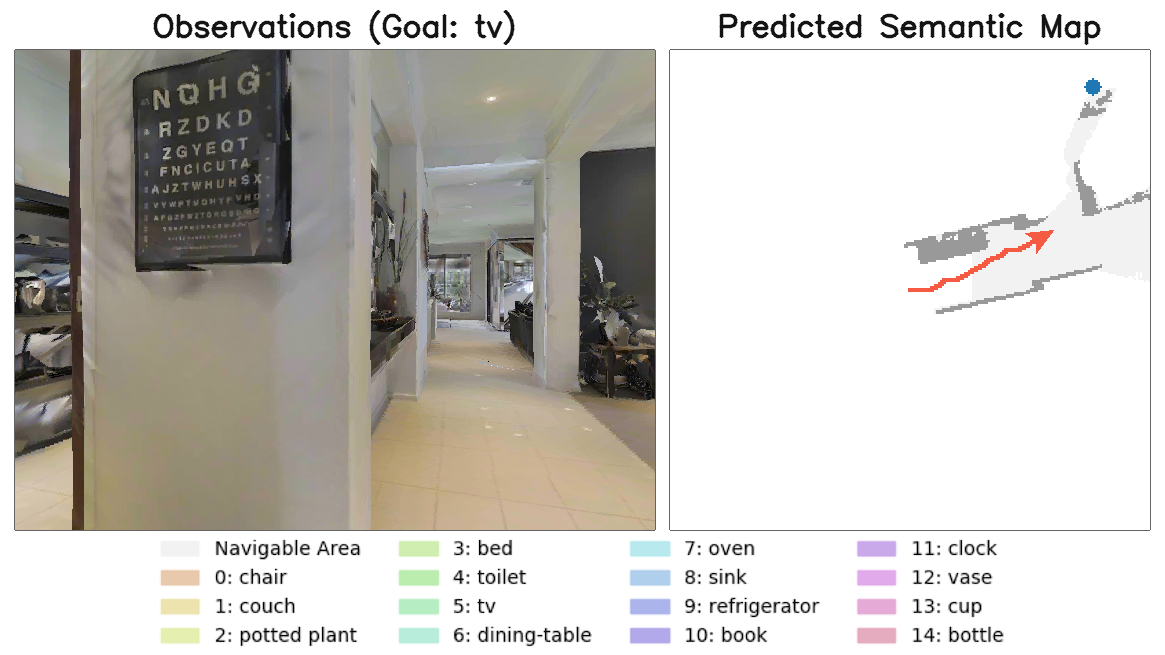 Observations (Goal: tv)
Predicted Semantic Map
NQHG
RZDKD
ZGYEQT
FNCICUTA
AJZTWHUHSX
Navigable Area
0: chair
1: couch
2: potted plant
3: bed
4: toilet
5: tv
6: dining-table
7: oven
8: sink
9: refrigerator
10: book
11: clock
12: vase
13: cup
14: bottle